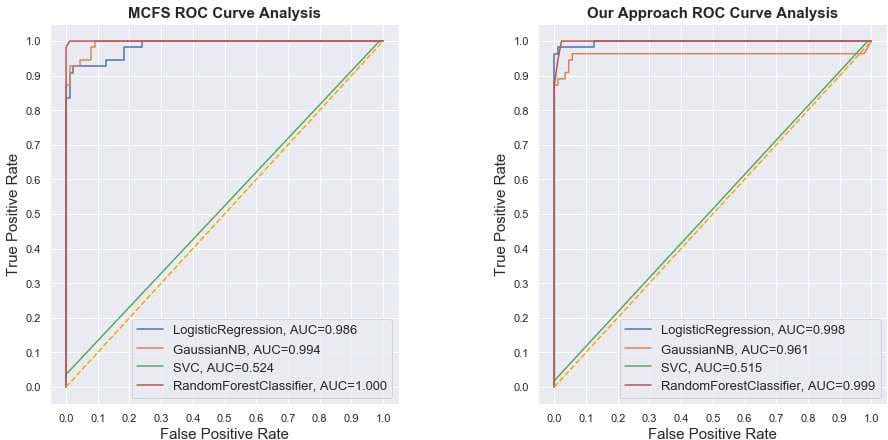 MCFS ROC Curve Analysis
True Positive Rate
1.0
0.9
0.8
0.7
0.6
0.5
0.4
0.3
0.2
0.1
0.0
LogisticRegression, AUC=0.986
GaussianNB, AUC=0.994
SVC, AUC=0.524
RandomForestClassifier, AUC=1.000
0.0 0.1 0.2 0.3 0.4 0.5 0.6 0.7 0.8 0.9 1.0
False Positive Rate
Our Approach ROC Curve Analysis
True Positive Rate
1.0
0.9
0.8
0.7
0.6
0.5
0.4
0.3
0.2
0.1
0.0
LogisticRegression, AUC=0.998
GaussianNB, AUC=0.961
SVC, AUC=0.515
RandomForestClassifier, AUC=0.999
0.0 0.1 0.2 0.3 0.4 0.5 0.6 0.7 0.8 0.9 1.0
False Positive Rate